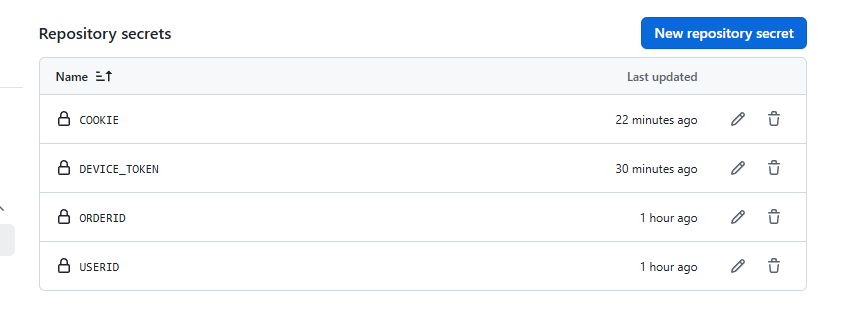 Repository secrets
New repository secret
Name
Last updated
COOKIE
22 minutes ago
DEVICE_TOKEN
30 minutes ago
ORDERID
1 hour ago
USERID
1 hour ago